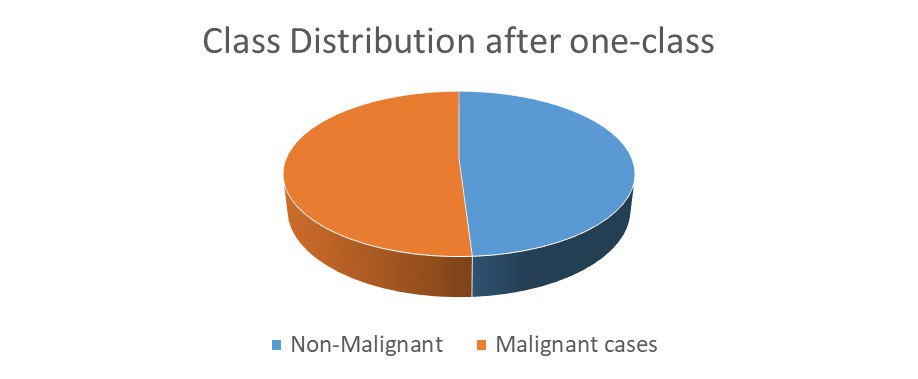 Class Distribution after one-class
Non-Malignant Malignant cases